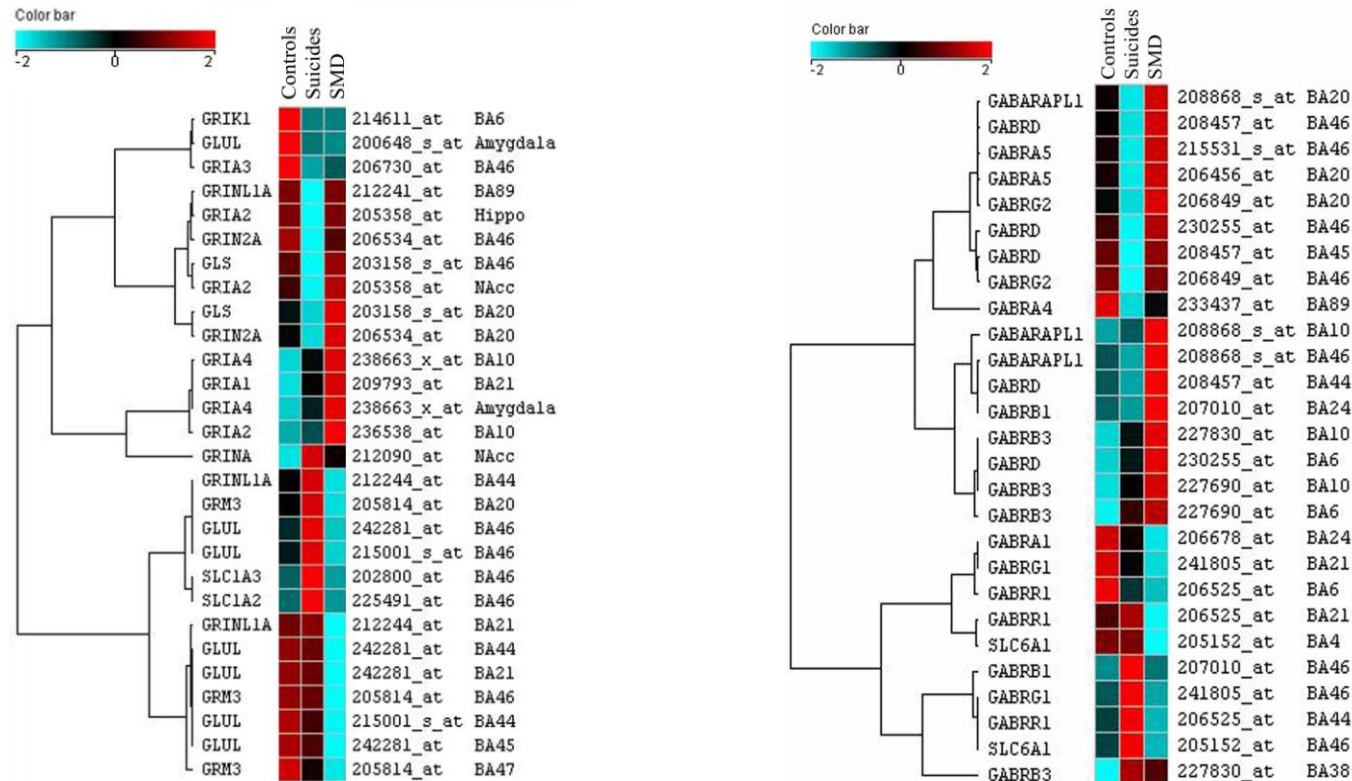 Color bar
-2 0 2
Controls Suicides SMD
GRIK1 214611_at BA6
GLUL 200648_s_at Amygdala
GRIA3 206730_at BA46
GRINL1A 212241_at BA89
GRIA2 205358_at Hippo
GRIN2A 206534_at BA46
GLS 203158_s_at BA46
GRIA2 205358_at NAcc
GLS 203158_s_at BA20
GRIN2A 206534_at BA20
GRIA4 238663_x_at BA10
GRIA1 209793_at BA21
GRIA4 238663_x_at Amygdala
GRIA2 236538_at BA10
GRINA 212090_at NAcc
GRINL1A 212244_at BA44
GRM3 205814_at BA20
GLUL 242281_at BA46
GLUL 215001_s_at BA46
SLC1A3 202800_at BA46
SLC1A2 225491_at BA46
GRINL1A 212244_at BA21
GLUL 242281_at BA44
GLUL 242281_at BA21
GRM3 205814_at BA46
GLUL 215001_s_at BA44
GLUL 242281_at BA45
GRM3 205814_at BA47
Color bar
-2 0 2
Controls Suicides SMD
GABARAPL1 208868_s_at BA20
GABRD 208457_at BA46
GABRA5 215531_s_at BA46
GABRA5 206456_at BA20
GABRG2 206849_at BA20
GABRD 230255_at BA46
GABRD 208457_at BA45
GABRG2 206849_at BA46
GABRA4 233437_at BA89
GABARAPL1 208868_s_at BA10
GABARAPL1 208868_s_at BA46
GABRD 208457_at BA44
GABRB1 207010_at BA24
GABRB3 227830_at BA10
GABRD 230255_at BA6
GABRB3 227690_at BA10
GABRB3 227690_at BA6
GABRA1 206678_at BA24
GABRG1 241805_at BA21
GABRR1 206525_at BA6
GABRR1 206525_at BA21
SLC6A1 205152_at BA4
GABRB1 207010_at BA46
GABRG1 241805_at BA46
GABRR1 206525_at BA44
SLC6A1 205152_at BA46
GABRB3 227830_at BA38